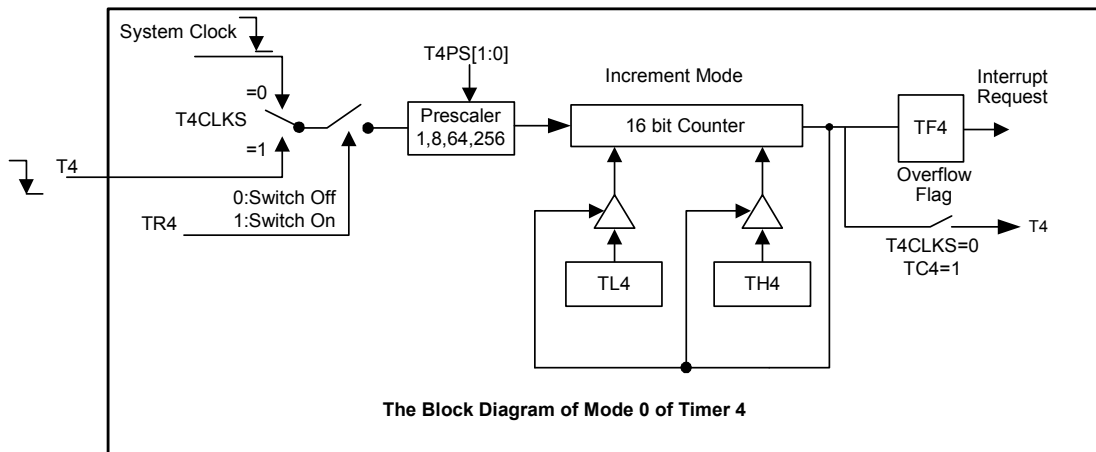 System Clock
T4PS[1:0]
Increment Mode
Interrupt
Request
=0
T4CLKS
=1
Prescaler
1,8,64,256
16 bit Counter
TF4
T4
0:Switch Off
1:Switch On
TR4
Overflow
Flag
T4
T4CLKS=0
TC4=1
TL4
TH4
The Block Diagram of Mode 0 of Timer 4